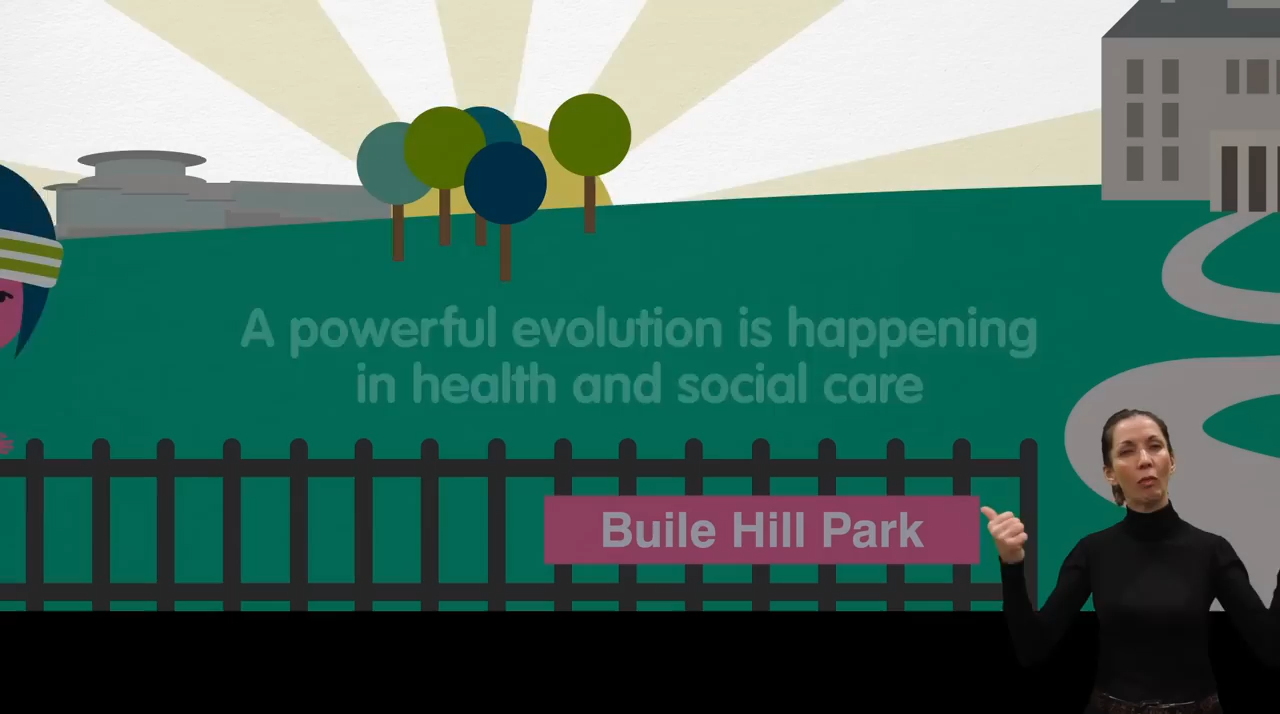 A powerful evolution is happening
in health and social care
Buile Hill Park